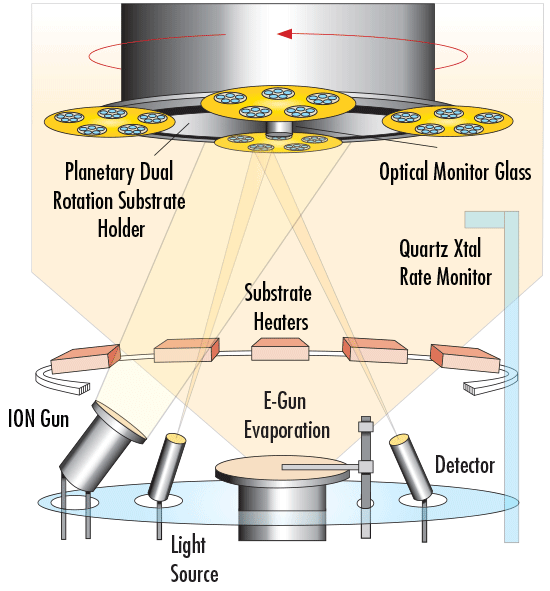 Planetary Dual
Rotation Substrate
Holder
Optical Monitor Glass
Quartz Xtal
Rate Monitor
Substrate
Heaters
ION Gun
E-Gun
Evaporation
Detector
Light
Source